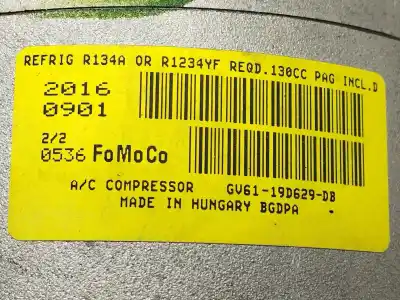 REFRIG R134A OR R1234YF REQD.130CC PAG INCL.D
2016
0901
2/2
0536 FoMoCo
A/C COMPRESSOR GV61-19D629-DB
MADE IN HUNGARY BGDPA -